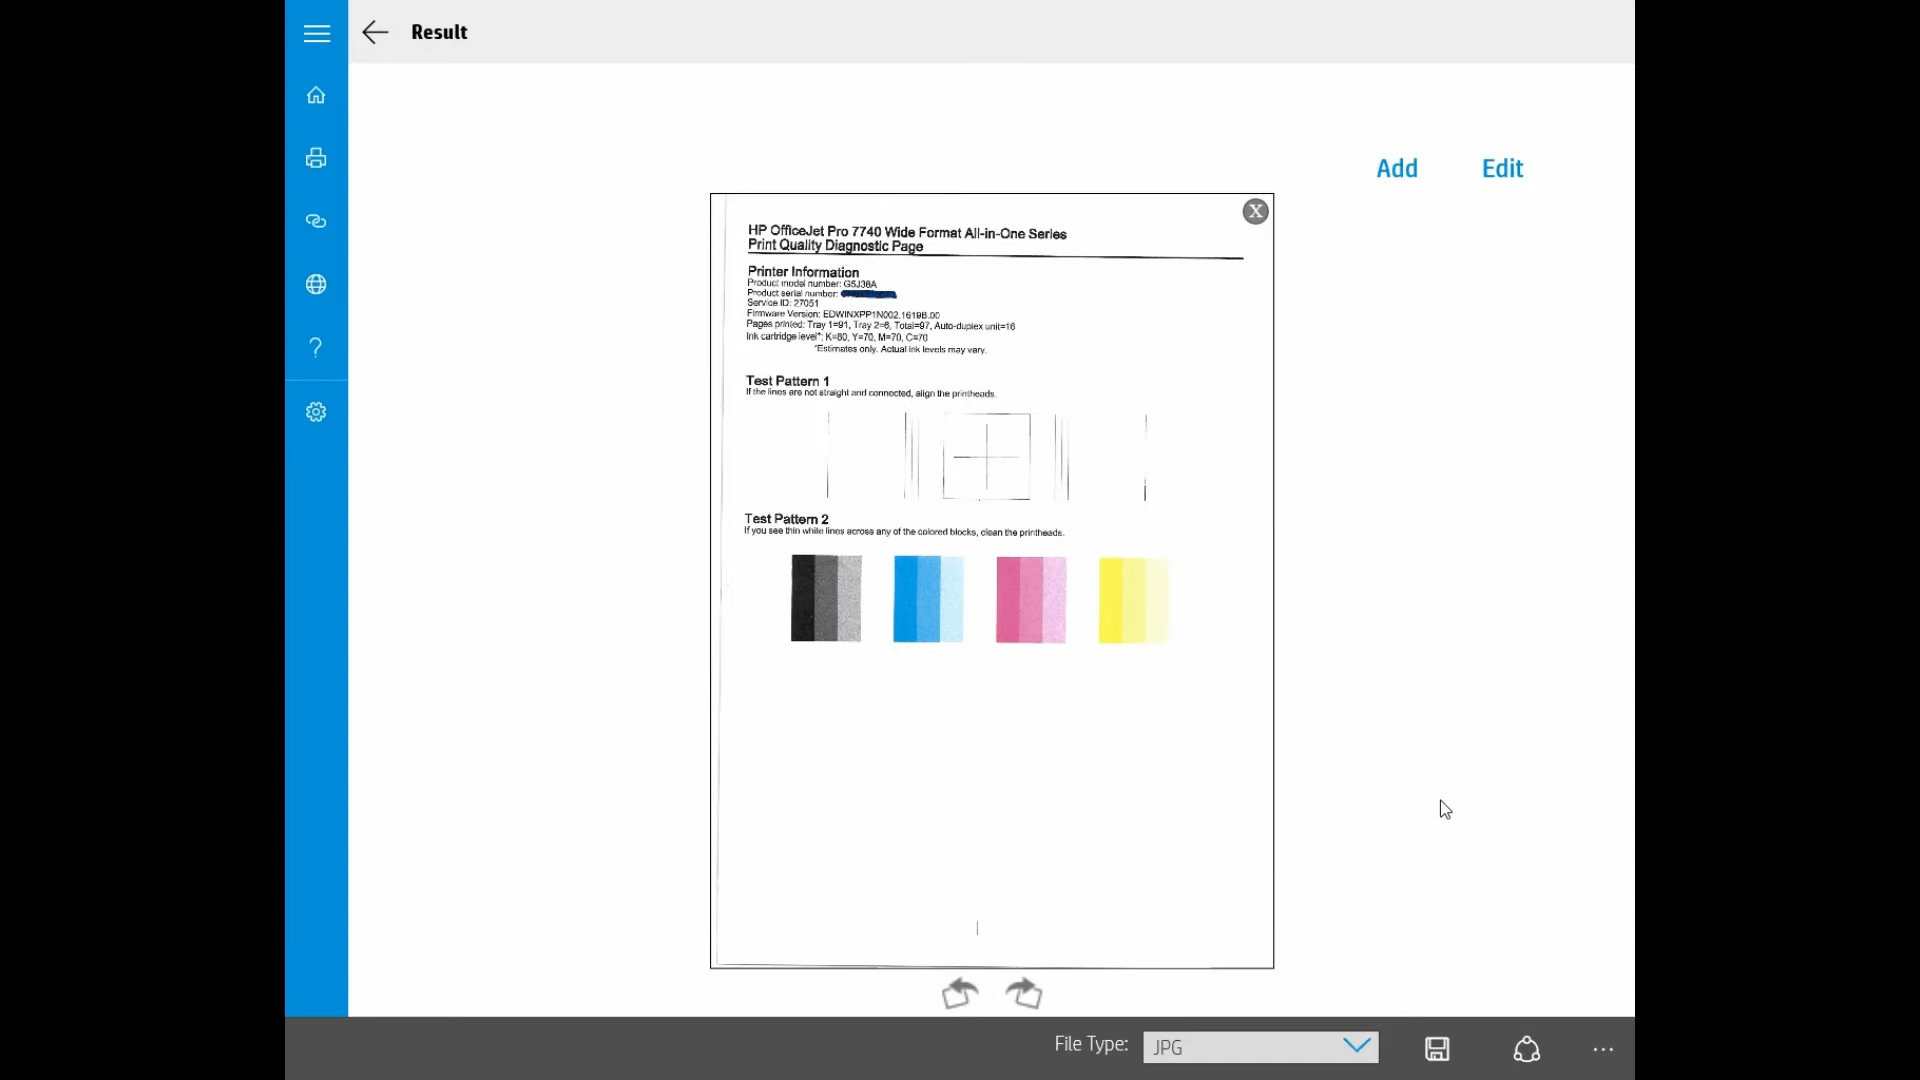 Result
Add
Edit
X
HP OfficeJet Pro 7740 Wide Format All-in-One Series
Print Quality Diagnostic Page
Printer Information
Product model number: G5J38A
Product serial number:
Service ID: 27051
Firmware Version: EDWINXPP1N002.1619B.00
Pages printed: Tray 1=91, Tray 2=6, Total=97, Auto-duplex unit=16
Ink cartridge level*: K=80, Y=70, M=70, C=70
*Estimates only. Actual ink levels may vary.
Test Pattern 1
If the lines are not straight and connected, align the printheads.
Test Pattern 2
If you see thin white lines across any of the colored blocks, clean the printheads.
File Type:
JPG